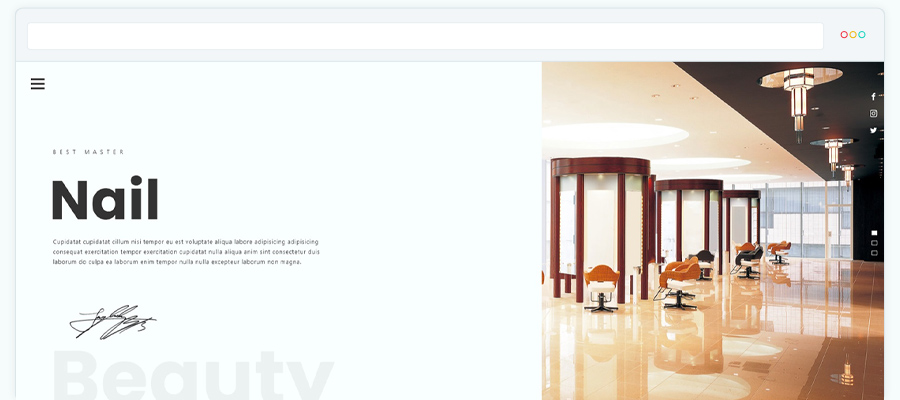 BEST MASTER
Nail
Cupidatat cupidatat cillum nisi tempor eu est voluptate aliqua labore adipisicing adipisicing
consequat exercitation tempor exercitation cupidatat nulla aliqua anim sint consectetur duis
laborum do culpa ea laborum enim tempor nulla nulla excepteur laborum non magna.
Beauty